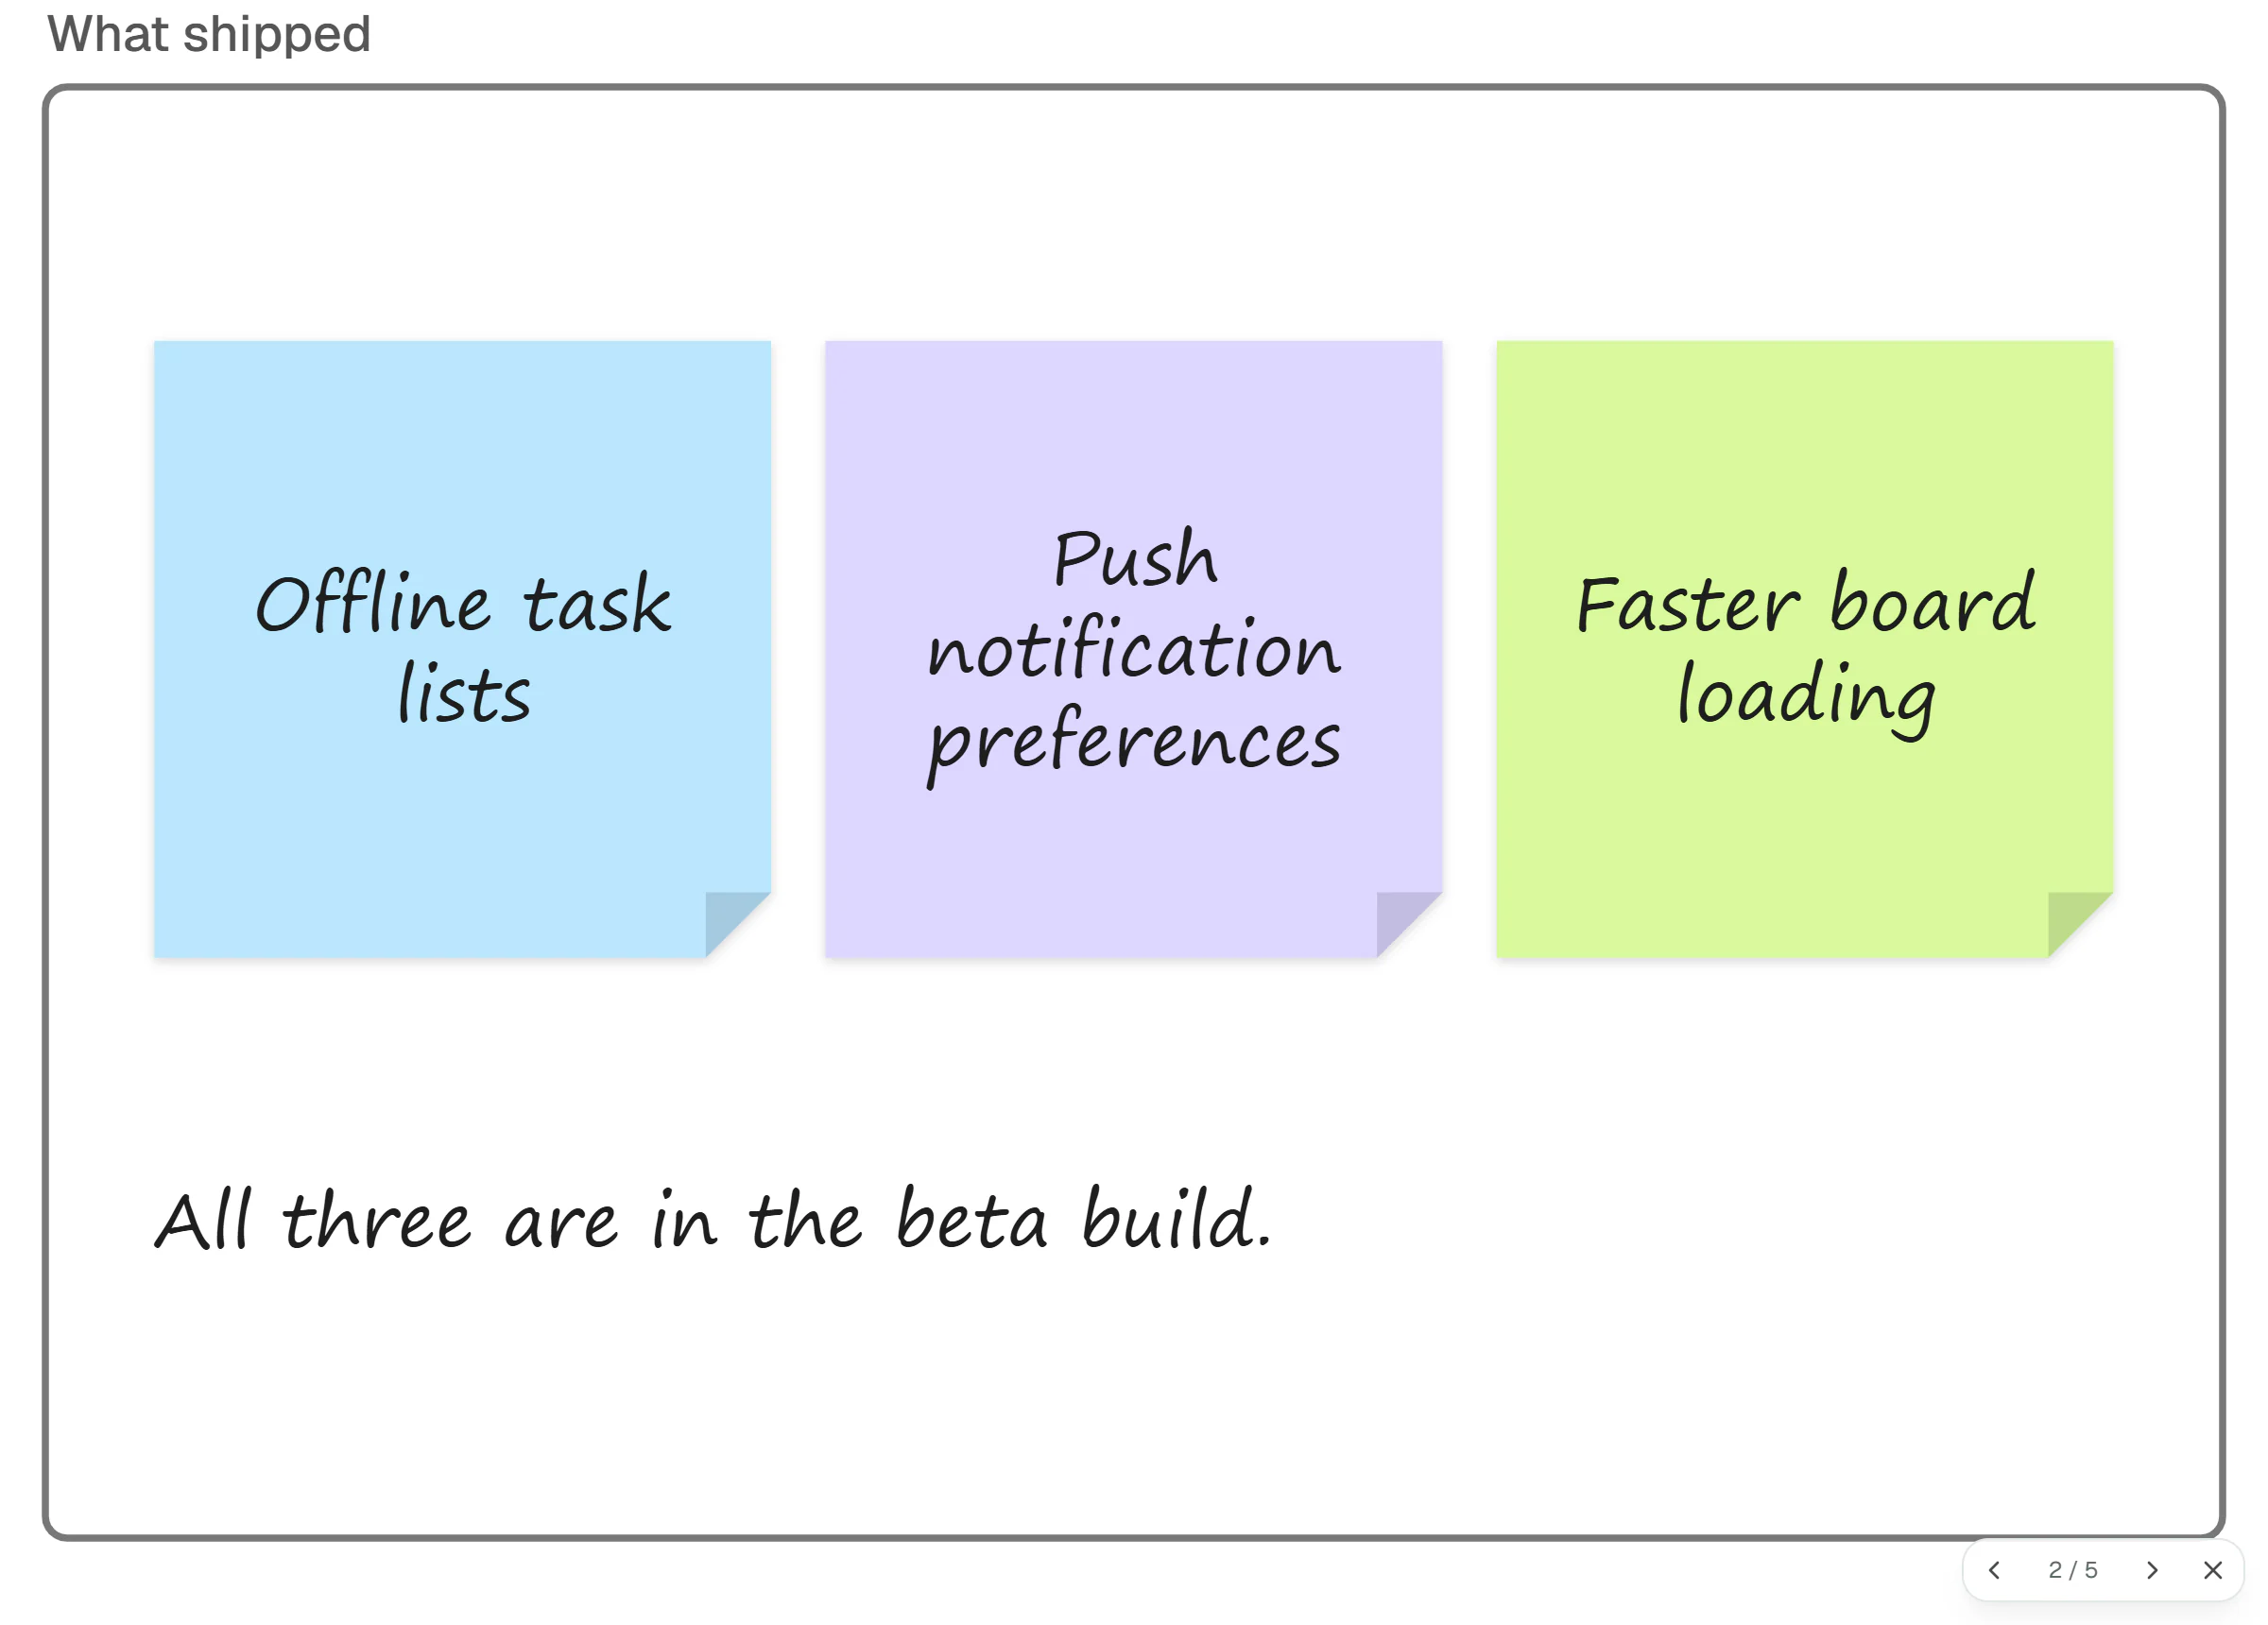 What shipped
Offline task
lists
Push
notification
preferences
Faster board
loading
All three are in the beta build.
2 / 5